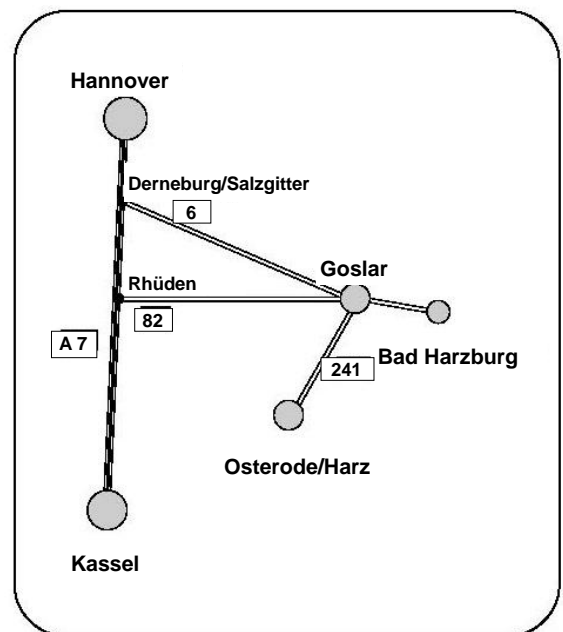 Hannover
Derneburg/Salzgitter
6
Goslar
Rhüden
82
A 7
241
Bad Harzburg
Osterode/Harz
Kassel